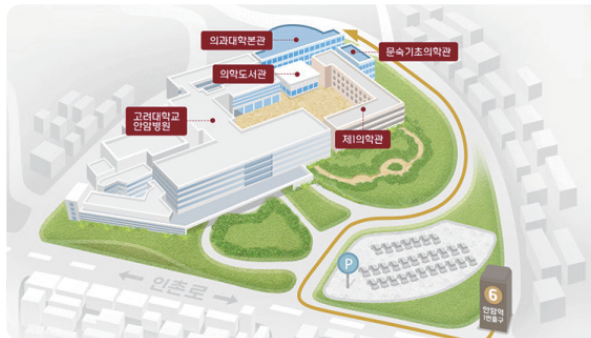 의과대학본관
문숙기초의학관
의학도서관
고려대학교
안암병원
제1의학관
P
인촌로
6
안암역
1번출구